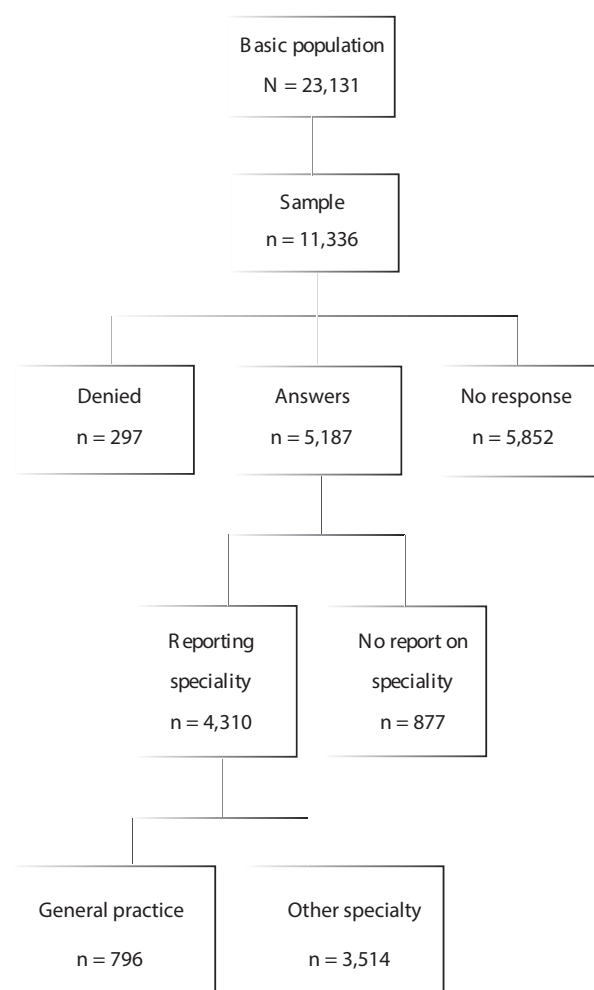 Basic population
N = 23,131
Sample
n = 11,336
Denied
n = 297
Answers
n = 5,187
No response
n = 5,852
Reporting
speciality
n = 4,310
No report on
speciality
n = 877
General practice
n = 796
Other specialty
n = 3,514